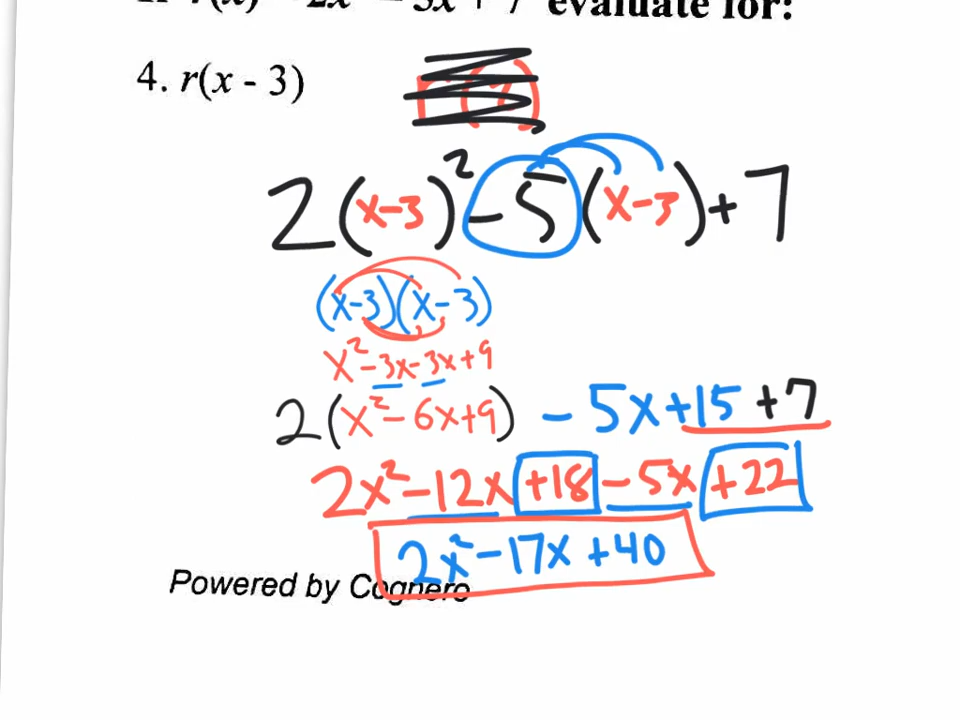 evaluate for:
4. r(x - 3)
2(x-3)² -5(x-3)+7
(x-3)(x-3)
x²-3x-3x+9
2(x²-6x+9) -5x+15+7
2x²-12x+18-5x+22
2x²-17x+40
Powered by Cognero